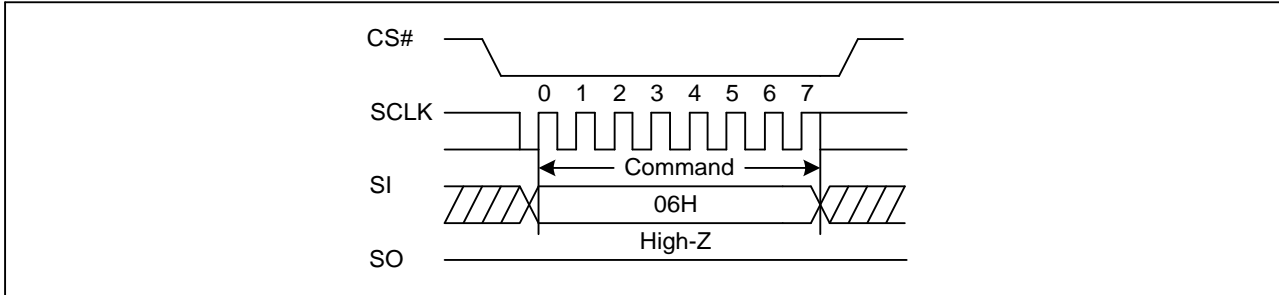 CS#
0 1 2 3 4 5 6 7
SCLK
Command
SI
06H
High-Z
SO